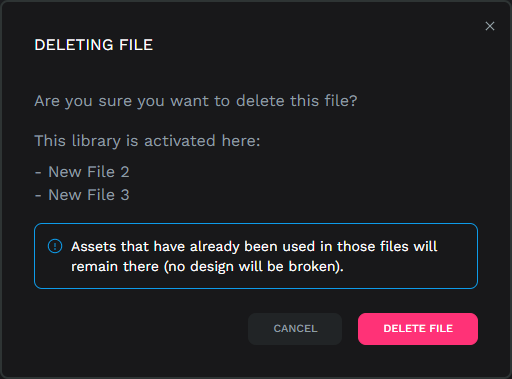 DELETING FILE
Are you sure you want to delete this file?
This library is activated here:
- New File 2
- New File 3
Assets that have already been used in those files will
remain there (no design will be broken).
CANCEL
DELETE FILE